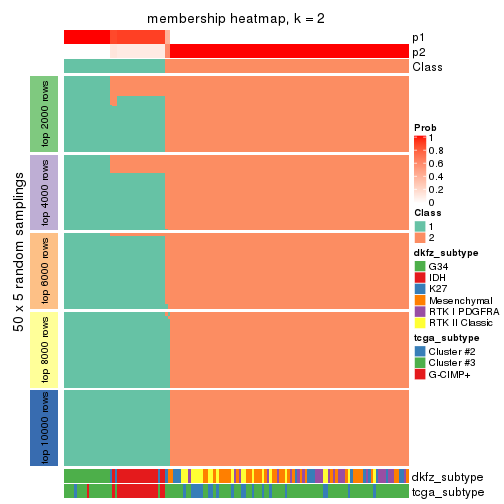 membership heatmap, k = 2
p1
p2
Class
50 x 5 random samplings
top 2000 rows
top 4000 rows
top 6000 rows
top 8000 rows
top 10000 rows
Prob
1
0.8
0.6
0.4
0.2
0
Class
1
2
dkfz_subtype
G34
IDH
K27
Mesenchymal
RTK I PDGFRA
RTK II Classic
tcga_subtype
Cluster #2
Cluster #3
G-CIMP+
dkfz_subtype
tcga_subtype